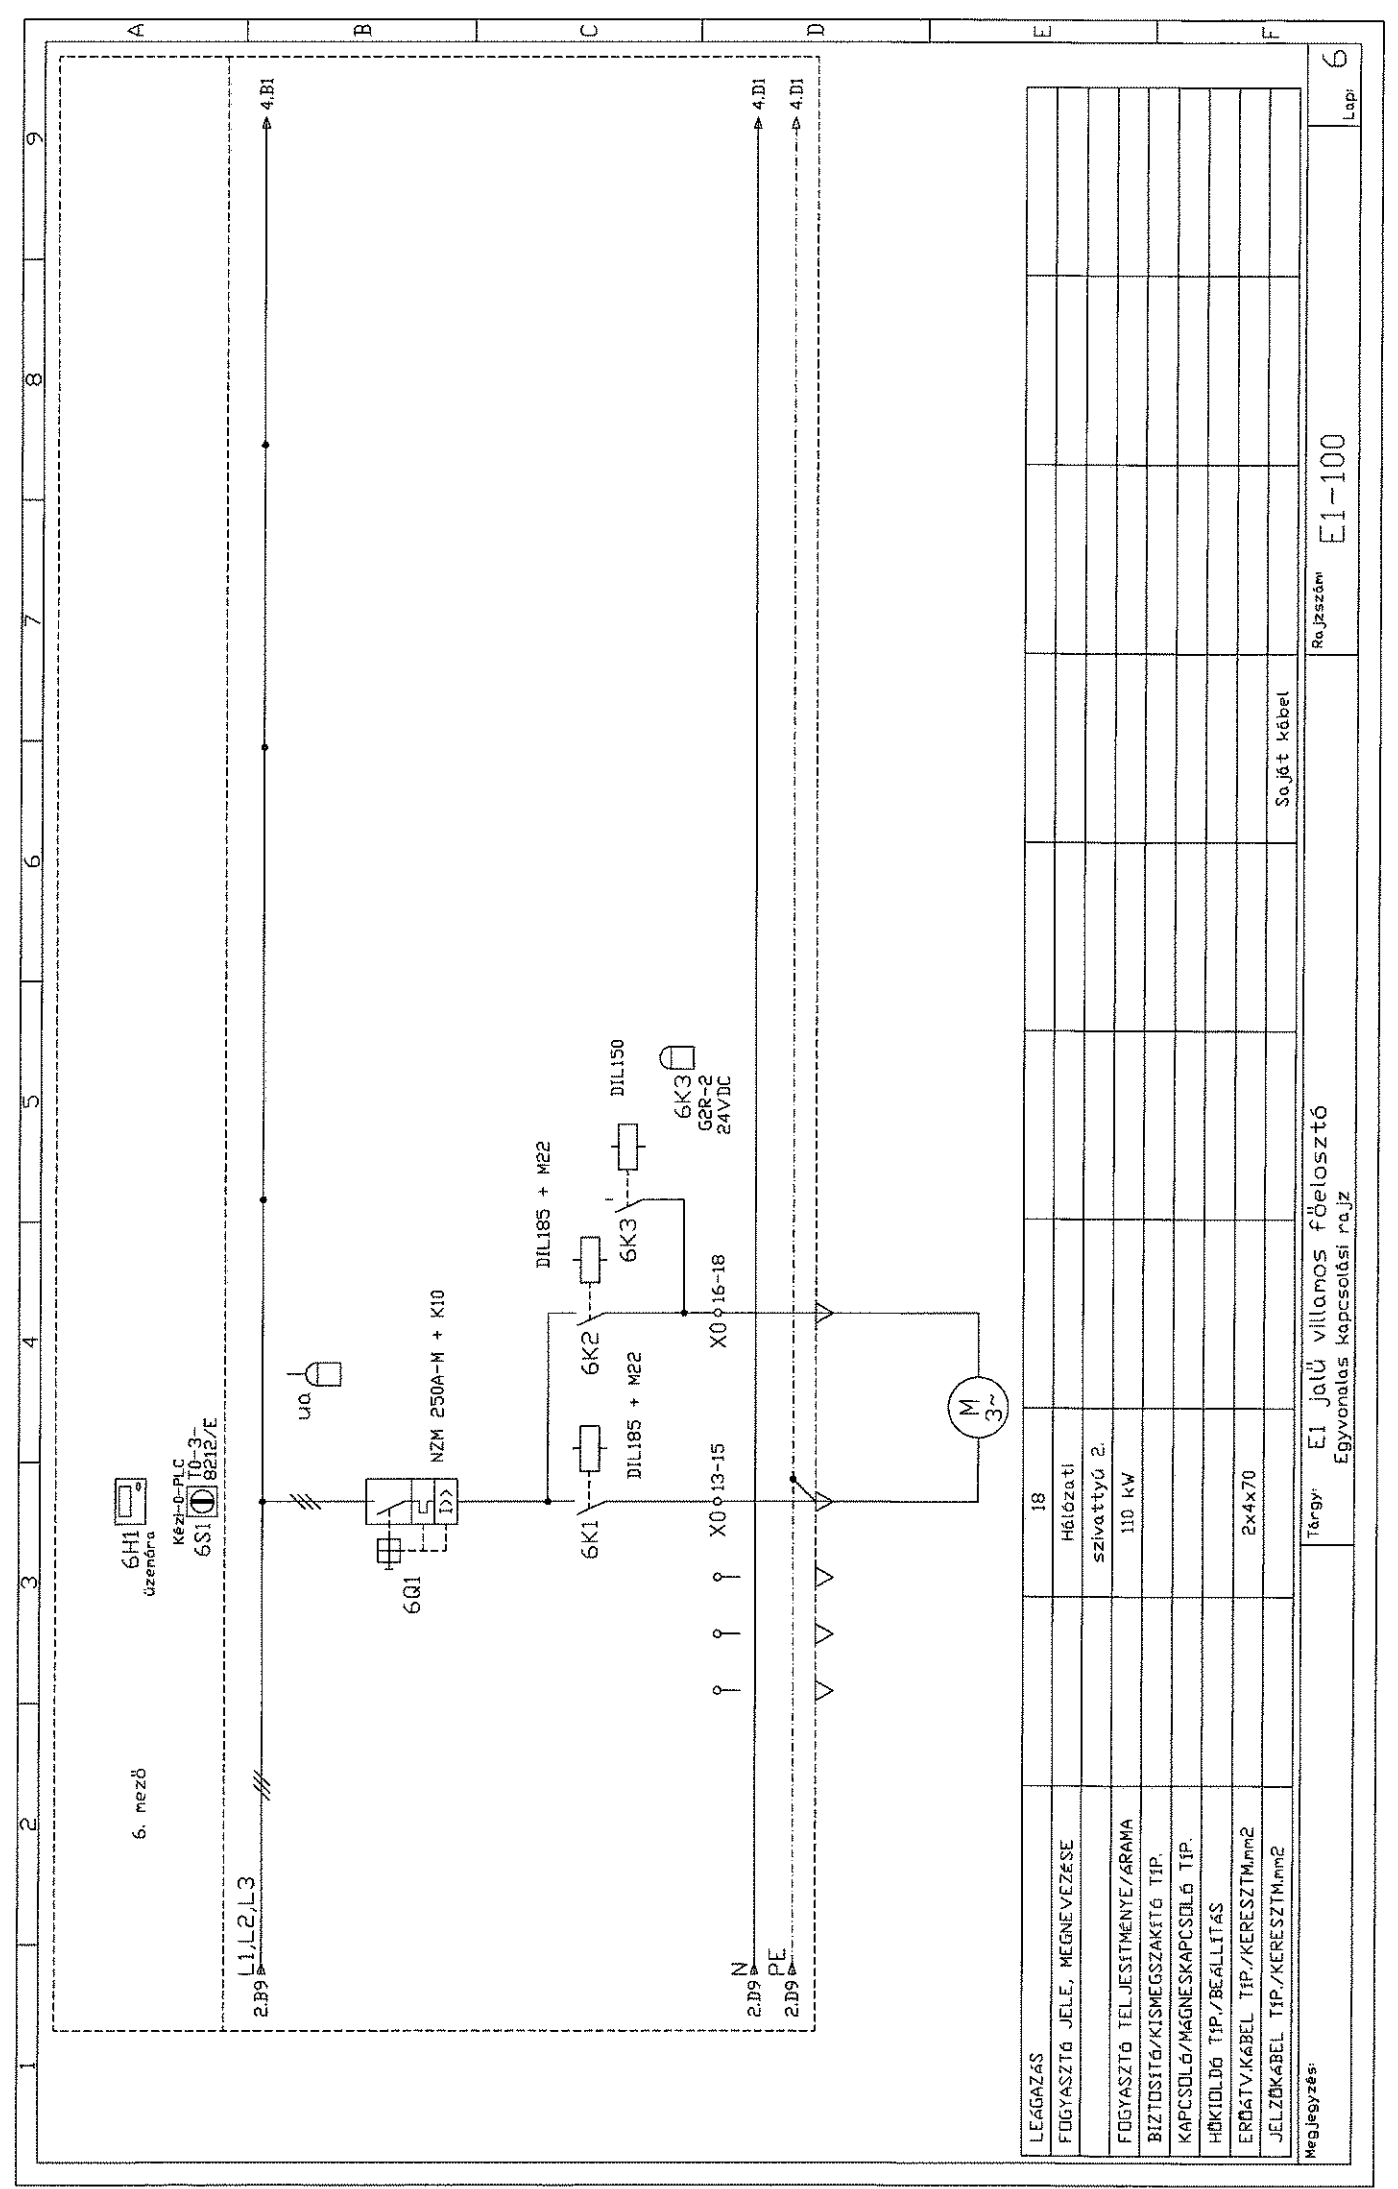 1 2 3 4 5 6 7 8 9
A
B
C
D
E
F
6. mező
6H1
üzemóra
Kézi-0-PLC
6S1
T0-3-
8212/E
2.B9
L1,L2,L3
4.B1
ua
6Q1
NZM 250A-M + K10
6K1
DIL185 + M22
6K2
DIL185 + M22
6K3
DIL150
6K3
G2R-2
24VDC
X0 13-15
X0 16-18
2.D9
N
4.D1
2.D9
PE
4.D1
M
3~
LEÁGAZÁS 18
FOGYASZTÓ JELE, MEGNEVEZÉSE Hálózati
szivattyú 2.
FOGYASZTÓ TELJESÍTMÉNYE/ÁRAMA 110 kW
BIZTOSÍTÓ/KISMEGSZAKÍTÓ TÍP.
KAPCSOLÓ/MÁGNESKAPCSOLÓ TÍP.
HŐKIOLDÓ TÍP./BEÁLLÍTÁS
ERŐÁTV.KÁBEL TÍP./KERESZTM.mm2 2x4x70
JELZŐKÁBEL TÍP./KERESZTM.mm2 Saját kábel
Megjegyzés:
Tárgy: E1 jalű villamos főelosztó
Egyvonalas kapcsolási rajz
Rajzszám: E1-100
Lap: 6